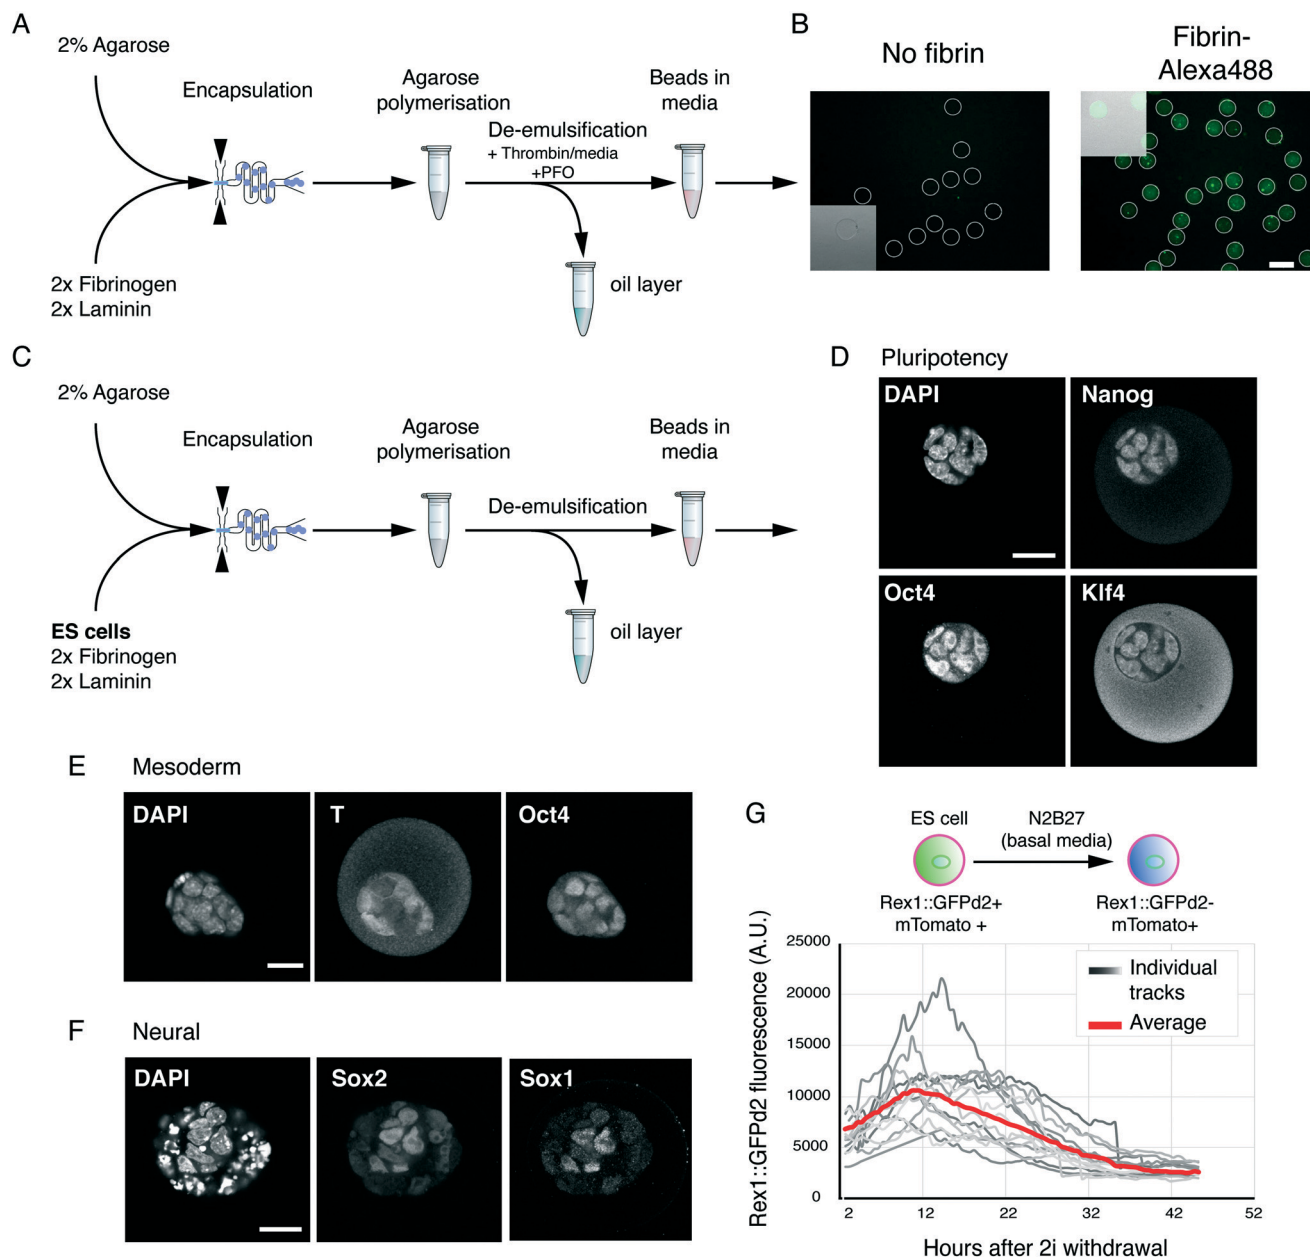 A
2% Agarose
Encapsulation
Agarose
polymerisation
De-emulsification
+ Thrombin/media
+PFO
Beads in
media
2x Fibrinogen
2x Laminin
oil layer
B
No fibrin
Fibrin-
Alexa488
C
2% Agarose
Encapsulation
Agarose
polymerisation
De-emulsification
Beads in
media
ES cells
2x Fibrinogen
2x Laminin
oil layer
D
Pluripotency
DAPI
Nanog
Oct4
Klf4
E
Mesoderm
DAPI
T
Oct4
F
Neural
DAPI
Sox2
Sox1
G
ES cell
N2B27
(basal media)
Rex1::GFPd2+
mTomato +
Rex1::GFPd2-
mTomato+
Rex1::GFPd2 fluorescence (A.U.)
25000
20000
15000
10000
5000
0
Individual
tracks
Average
2 12 22 32 42 52
Hours after 2i withdrawal